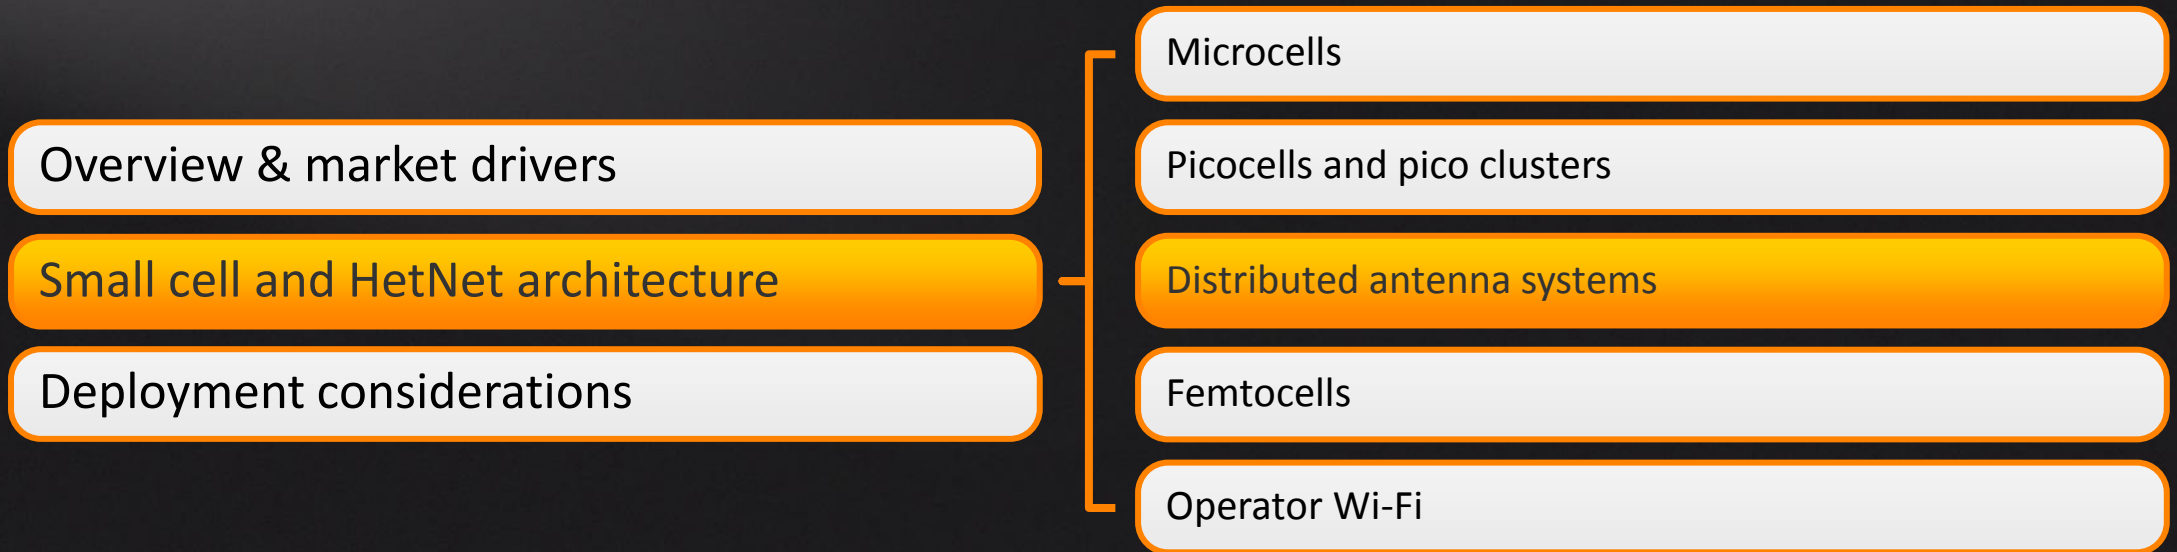 Overview & market drivers
Small cell and HetNet architecture
Deployment considerations
Microcells
Picocells and pico clusters
Distributed antenna systems
Femtocells
Operator Wi-Fi